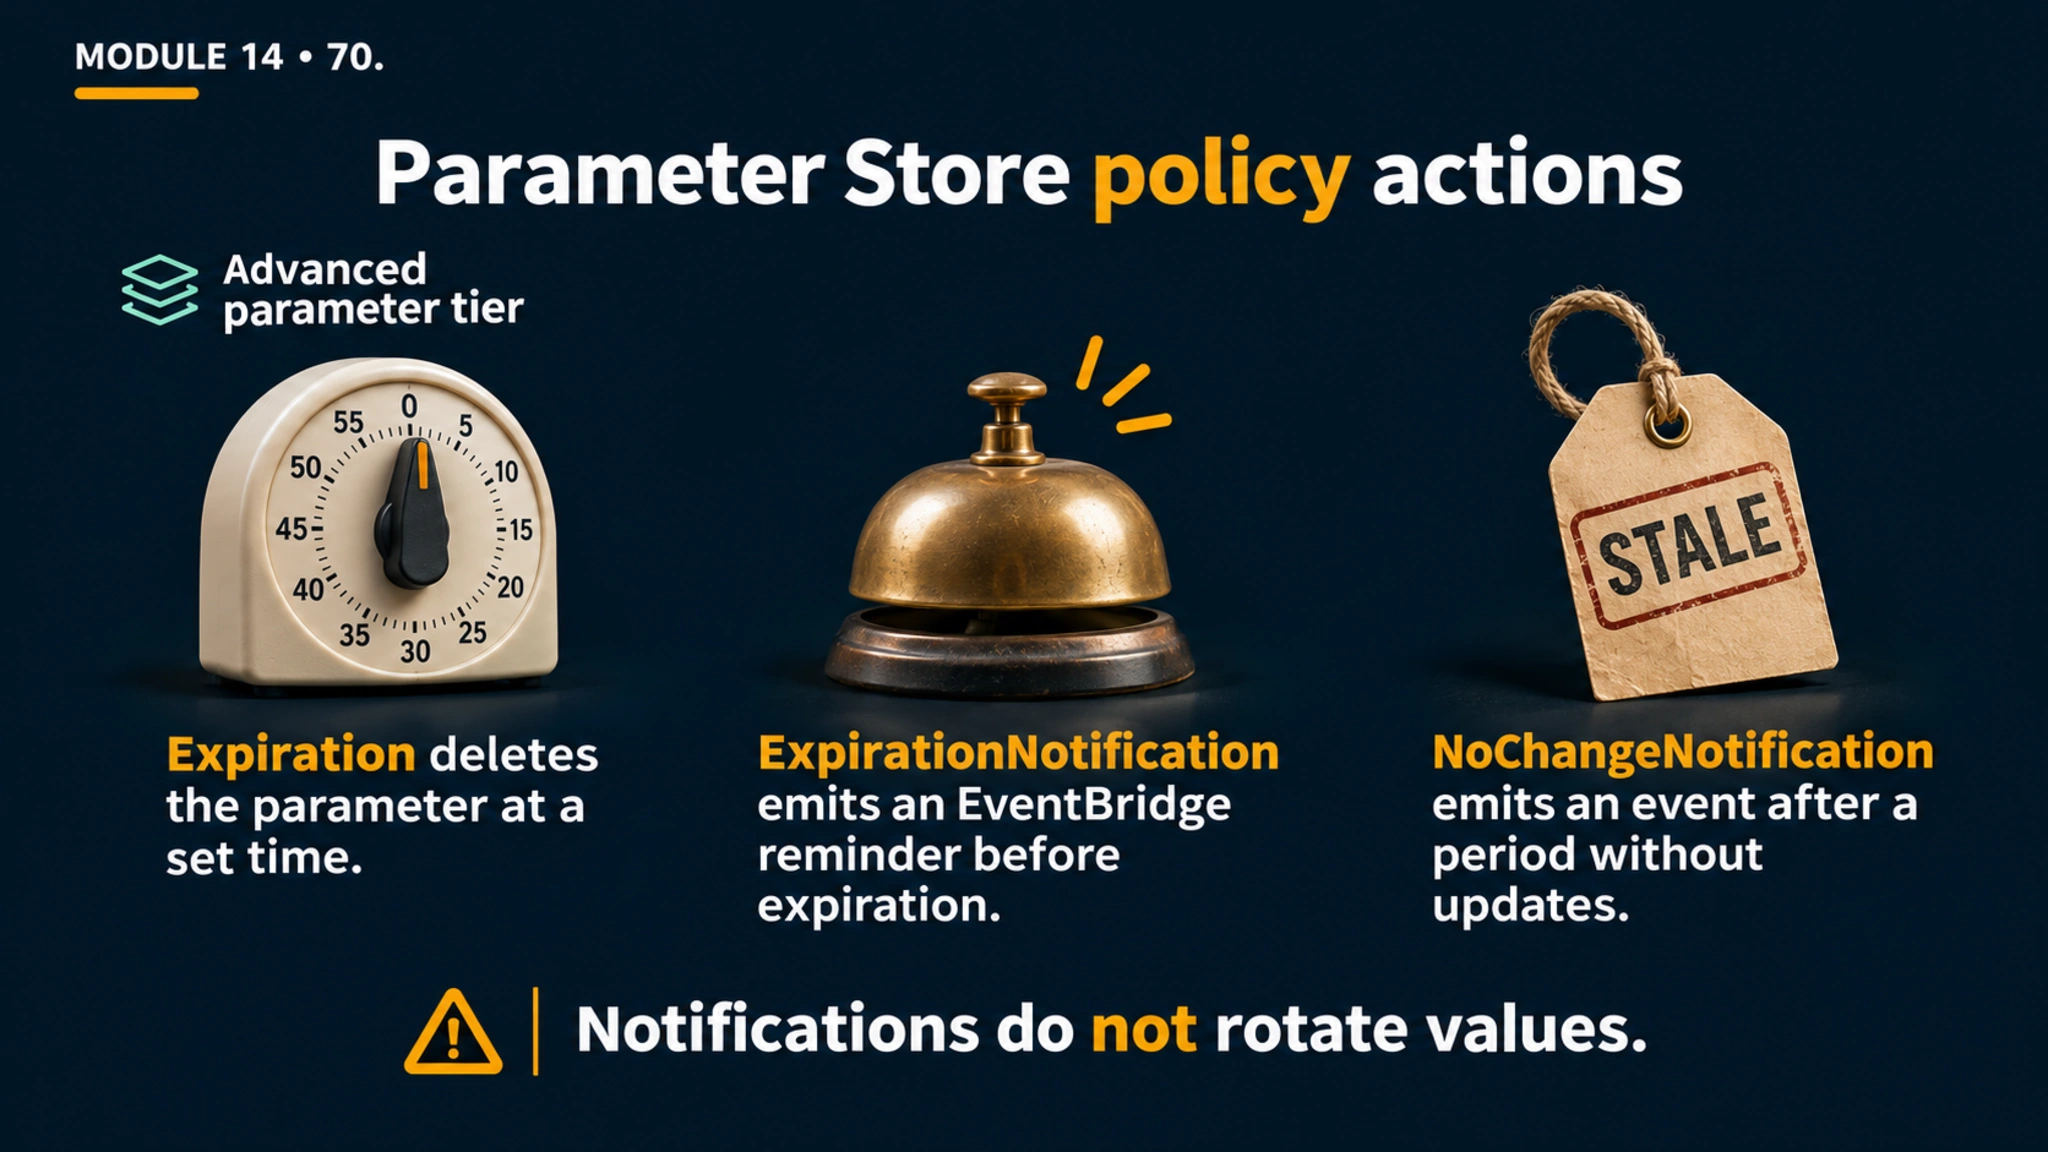 MODULE 14 • 70.
Parameter Store policy actions
Advanced
parameter tier
0
5
10
15
20
25
30
35
40
45
50
55
STALE
Expiration deletes
the parameter at a
set time.
ExpirationNotification
emits an EventBridge
reminder before
expiration.
NoChangeNotification
emits an event after a
period without
updates.
Notifications do not rotate values.